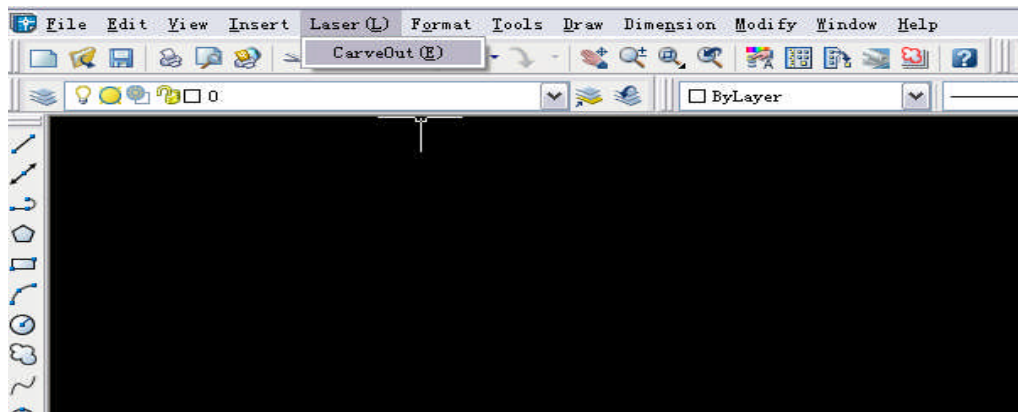 File Edit View Insert Laser(L) Format Tools Draw Dimension Modify Window Help
CarveOut(E)
0 ByLayer